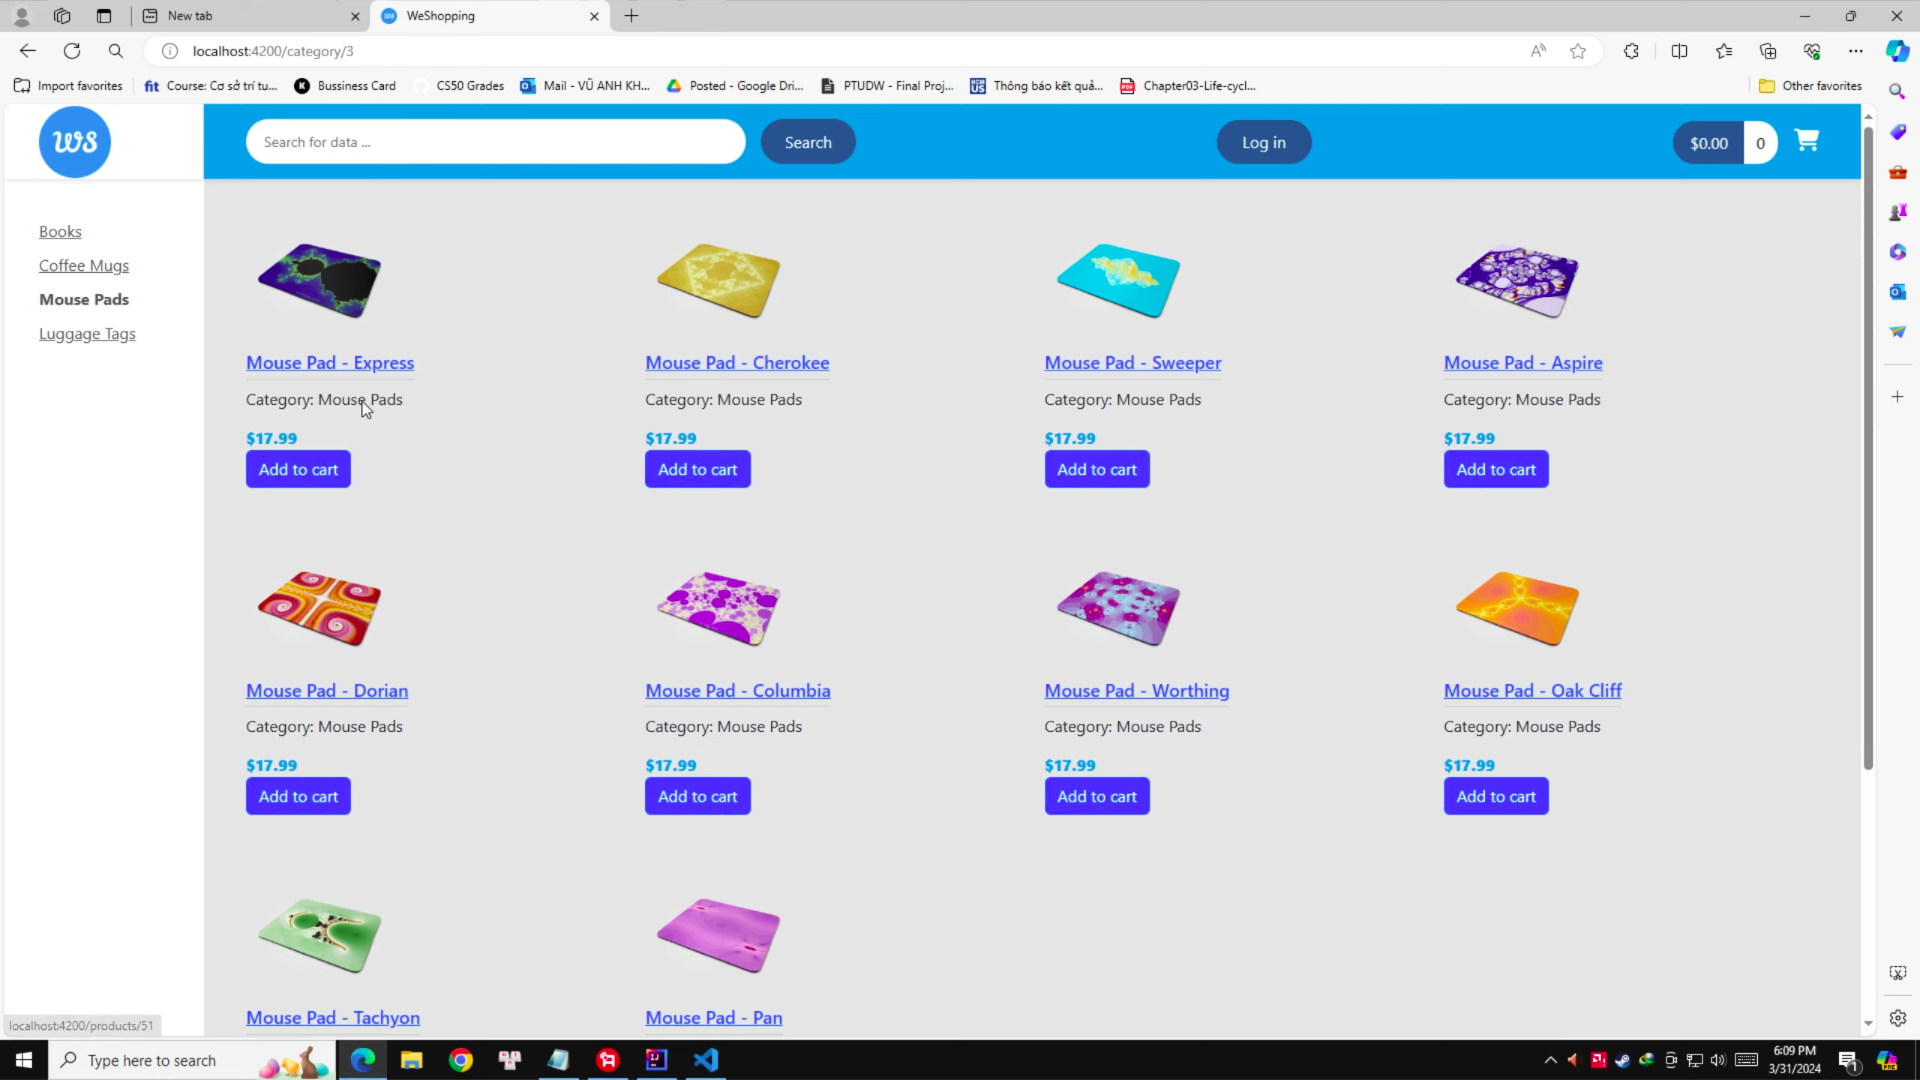 New tab
WeShopping
localhost:4200/category/3
Import favorites
fit Course: Cơ sở trí tu...
K Bussiness Card
CS50 Grades
Mail - VŨ ANH KH...
Posted - Google Dri...
PTUDW - Final Proj...
Thông báo kết quả...
Chapter03-Life-cycl...
Other favorites
WS
Search for data ...
Search
Log in
$0.00 0
Books
Coffee Mugs
Mouse Pads
Luggage Tags
Mouse Pad - Express
Category: Mouse Pads
$17.99
Add to cart
Mouse Pad - Cherokee
Category: Mouse Pads
$17.99
Add to cart
Mouse Pad - Sweeper
Category: Mouse Pads
$17.99
Add to cart
Mouse Pad - Aspire
Category: Mouse Pads
$17.99
Add to cart
Mouse Pad - Dorian
Category: Mouse Pads
$17.99
Add to cart
Mouse Pad - Columbia
Category: Mouse Pads
$17.99
Add to cart
Mouse Pad - Worthing
Category: Mouse Pads
$17.99
Add to cart
Mouse Pad - Oak Cliff
Category: Mouse Pads
$17.99
Add to cart
Mouse Pad - Tachyon
Mouse Pad - Pan
localhost:4200/products/51
Type here to search
6:09 PM
3/31/2024
1